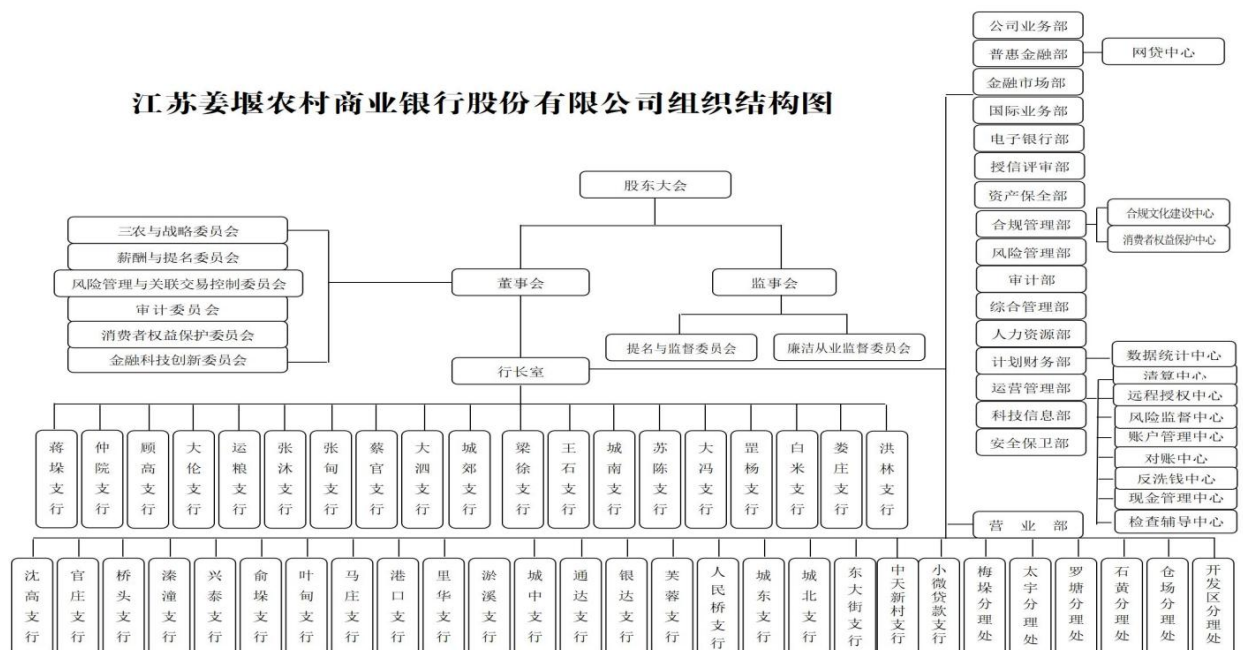 江苏姜堰农村商业银行股份有限公司组织结构图
股东大会
董事会
监事会
三农与战略委员会
薪酬与提名委员会
风险管理与关联交易控制委员会
审计委员会
消费者权益保护委员会
金融科技创新委员会
提名与监督委员会
廉洁从业监督委员会
行长室
公司业务部
普惠金融部
网贷中心
金融市场部
国际业务部
电子银行部
授信评审部
资产保全部
合规管理部
合规文化建设中心
消费者权益保护中心
风险管理部
审计部
综合管理部
人力资源部
计划财务部
数据统计中心
运营管理部
清算中心
远程授权中心
风险监督中心
账户管理中心
对账中心
反洗钱中心
现金管理中心
检查辅导中心
科技信息部
安全保卫部
营业部
蒋垛支行
仲院支行
顾高支行
大伦支行
运粮支行
张沐支行
张甸支行
蔡官支行
大泗支行
城郊支行
梁徐支行
王石支行
城南支行
苏陈支行
大冯支行
罡杨支行
白米支行
娄庄支行
洪林支行
沈高支行
官庄支行
桥头支行
溱潼支行
兴泰支行
俞垛支行
叶甸支行
马庄支行
港口支行
里华支行
淤溪支行
城中支行
通达支行
银达支行
芙蓉支行
人民桥支行
城东支行
城北支行
东大街支行
中天新村支行
小微贷款支行
梅垛分理处
太宇分理处
罗塘分理处
石黄分理处
仓场分理处
开发区分理处